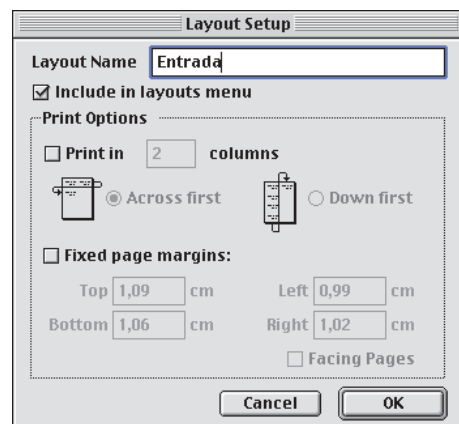 Layout Setup
Layout Name Entrada
Include in layouts menu
Print Options
Print in 2 columns
Across first Down first
Fixed page margins:
Top 1,09 cm Left 0,99 cm
Bottom 1,06 cm Right 1,02 cm
Facing Pages
Cancel OK